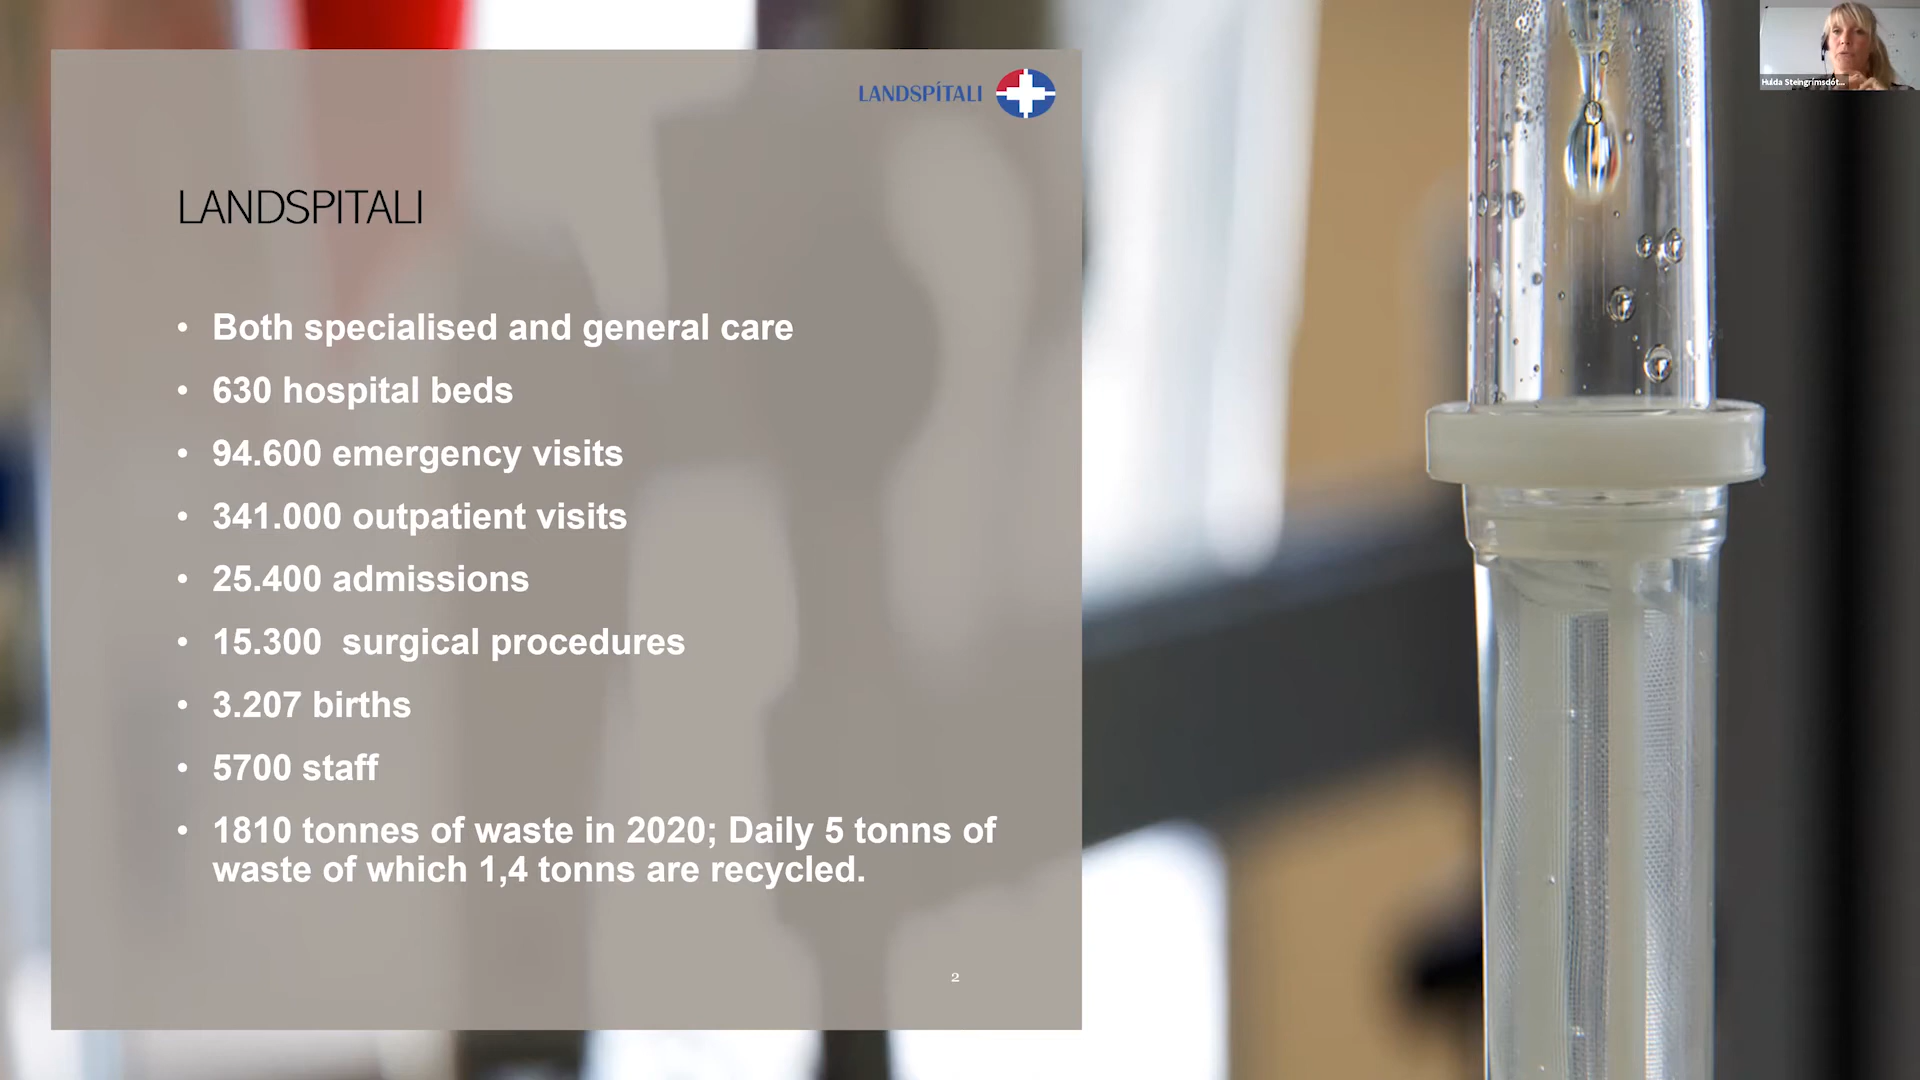 LANDSPÍTALI
Hulda Steingrímsdót...
LANDSPITALI
• Both specialised and general care
• 630 hospital beds
• 94.600 emergency visits
• 341.000 outpatient visits
• 25.400 admissions
• 15.300 surgical procedures
• 3.207 births
• 5700 staff
• 1810 tonnes of waste in 2020; Daily 5 tonns of
waste of which 1,4 tonns are recycled.
2